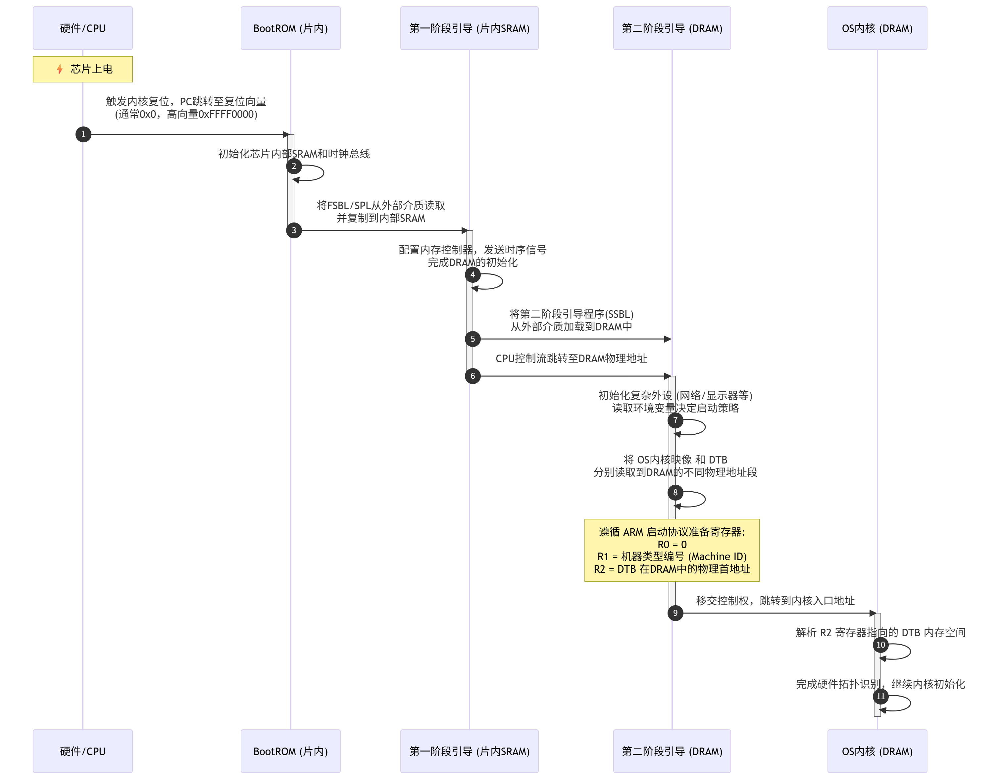 硬件/CPU
BootROM (片内)
第一阶段引导 (片内SRAM)
第二阶段引导 (DRAM)
OS内核 (DRAM)
⚡ 芯片上电
触发内核复位，PC跳转至复位向量
(通常0x0，高向量0xFFFF0000)
1
初始化芯片内部SRAM和时钟总线
2
将FSBL/SPL从外部介质读取
并复制到内部SRAM
3
配置内存控制器，发送时序信号
完成DRAM的初始化
4
将第二阶段引导程序(SSBL)
从外部介质加载到DRAM中
5
CPU控制流跳转至DRAM物理地址
6
初始化复杂外设 (网络/显示器等)
读取环境变量决定启动策略
7
将 OS内核映像 和 DTB
分别读取到DRAM的不同物理地址段
8
遵循 ARM 启动协议准备寄存器:
R0 = 0
R1 = 机器类型编号 (Machine ID)
R2 = DTB 在DRAM中的物理首地址
移交控制权，跳转到内核入口地址
9
解析 R2 寄存器指向的 DTB 内存空间
10
完成硬件拓扑识别，继续内核初始化
11
硬件/CPU
BootROM (片内)
第一阶段引导 (片内SRAM)
第二阶段引导 (DRAM)
OS内核 (DRAM)